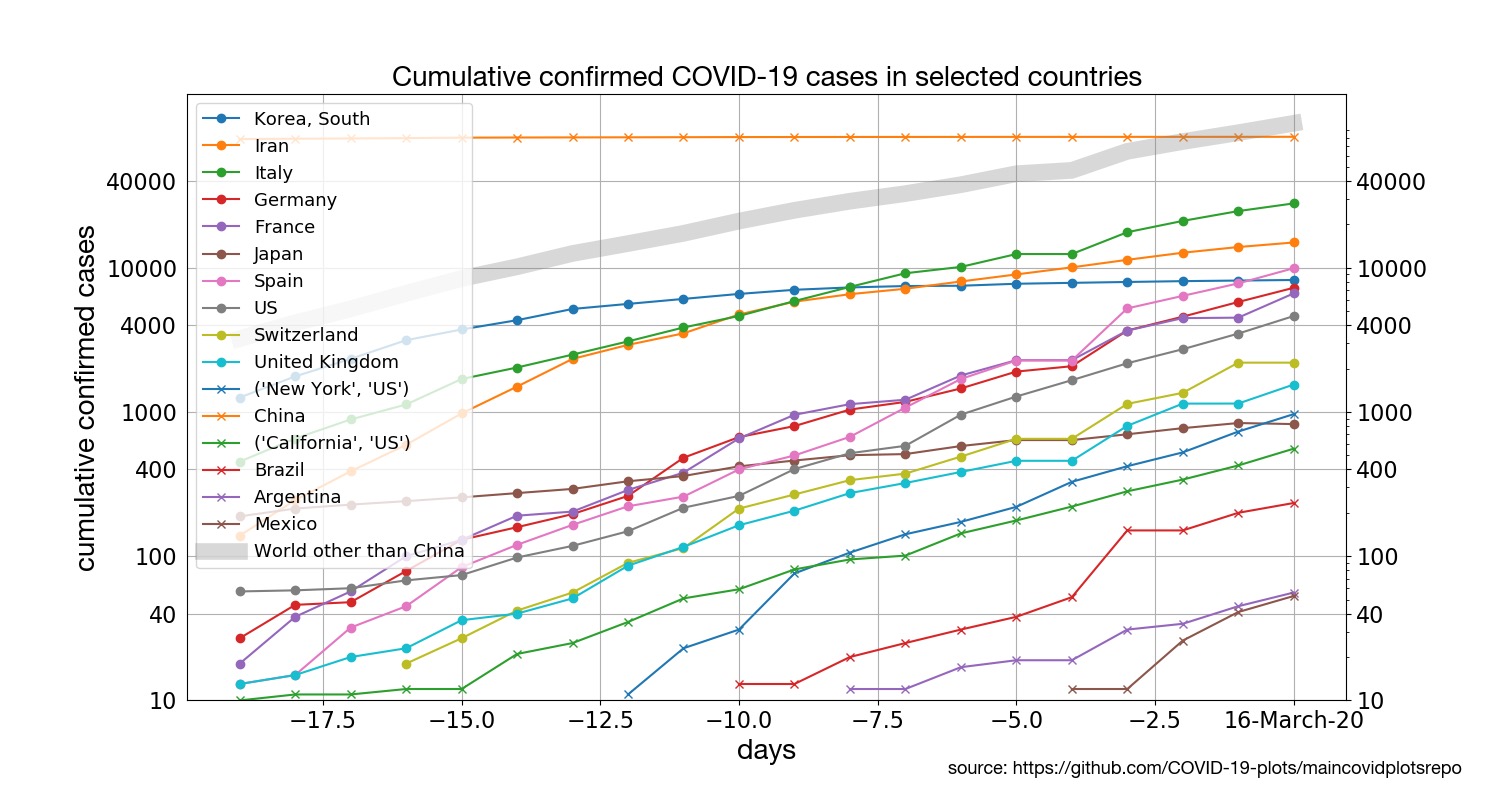 Cumulative confirmed COVID-19 cases in selected countries
Korea, South
Iran
Italy
Germany
France
Japan
Spain
US
Switzerland
United Kingdom
('New York', 'US')
China
('California', 'US')
Brazil
Argentina
Mexico
World other than China
cumulative confirmed cases
40000
10000
4000
1000
400
100
40
10
40000
10000
4000
1000
400
100
40
10
−17.5 −15.0 −12.5 −10.0 −7.5 −5.0 −2.5 16-March-20
days
source: https://github.com/COVID-19-plots/maincovidplotsrepo